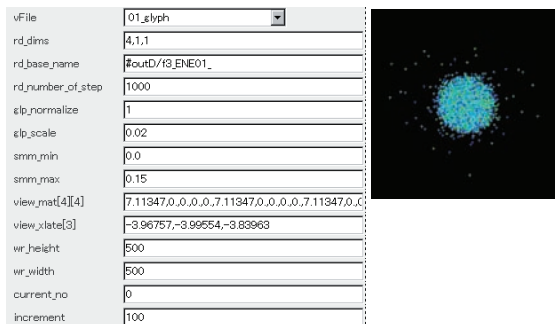 vFile 01_glyph
rd_dims 4,1,1
rd_base_name #outD/f3_ENE01_
rd_number_of_step 1000
glp_normalize 1
glp_scale 0.02
smm_min 0.0
smm_max 0.15
view_mat[4][4] 7.11347,0.,0.,0.,0.,7.11347,0.,0.,0.,0.,7.11347,0.,0
view_xlate[3] -3.96757,-3.99554,-3.83963
wr_height 500
wr_width 500
current_no 0
increment 100